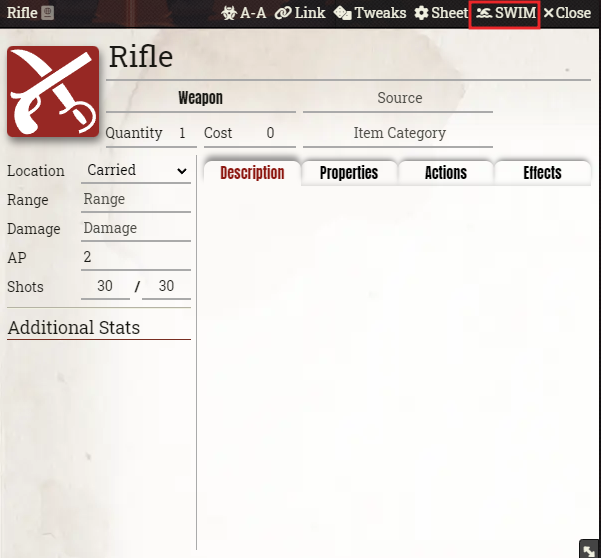 Rifle A-A Link Tweaks Sheet SWIM Close
Rifle
Weapon Source
Quantity 1 Cost 0 Item Category
Location Carried Description Properties Actions Effects
Range Range
Damage Damage
AP 2
Shots 30 / 30
Additional Stats